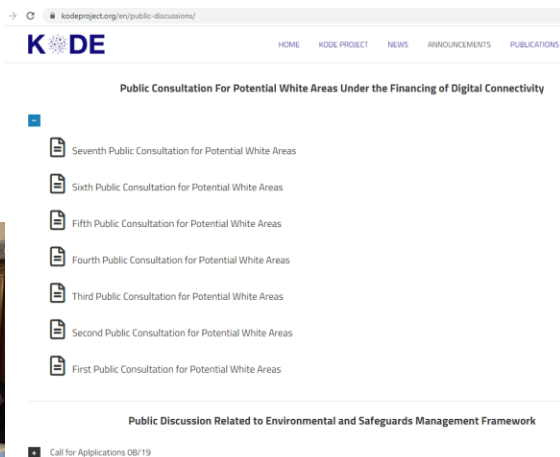 kodeproject.org/en/public-discussions/
KODE
HOME KODE PROJECT NEWS ANNOUNCEMENTS PUBLICATIONS
Public Consultation For Potential White Areas Under the Financing of Digital Connectivity
Seventh Public Consultation for Potential White Areas
Sixth Public Consultation for Potential White Areas
Fifth Public Consultation for Potential White Areas
Fourth Public Consultation for Potential White Areas
Third Public Consultation for Potential White Areas
Second Public Consultation for Potential White Areas
First Public Consultation for Potential White Areas
Public Discussion Related to Environmental and Safeguards Management Framework
Call for Aplplications 08/19